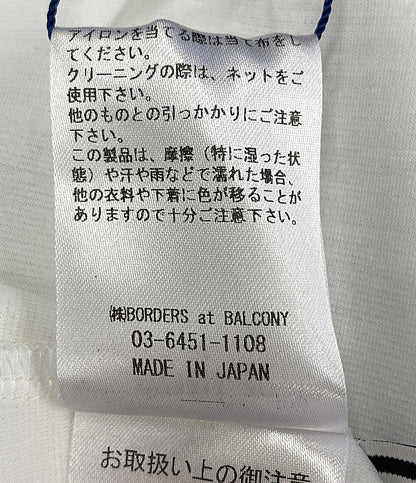 アイロンを当てる際は当て布をし
てください。
クリーニングの際は、ネットをご
使用下さい。
他のものとの引っかかりにご注意
下さい。
この製品は、摩擦（特に湿った状
態）や汗や雨などで濡れた場合、
他の衣料や下着に色が移ることが
ありますので十分ご注意下さい。
㈱BORDERS at BALCONY
03-6451-1108
MADE IN JAPAN
お取扱い上の御注意